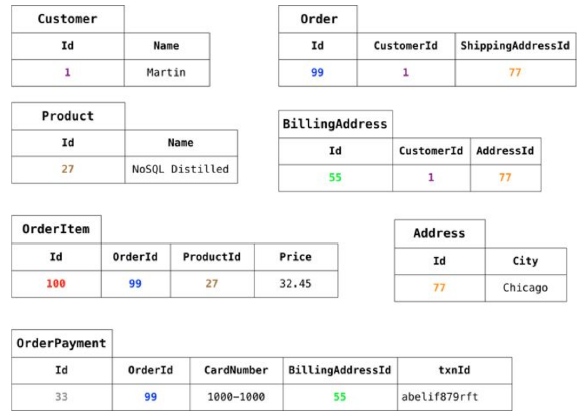 Customer
Id Name
1 Martin
Order
Id CustomerId ShippingAddressId
99 1 77
Product
Id Name
27 NoSQL Distilled
BillingAddress
Id CustomerId AddressId
55 1 77
OrderItem
Id OrderId ProductId Price
100 99 27 32.45
Address
Id City
77 Chicago
OrderPayment
Id OrderId CardNumber BillingAddressId txnId
33 99 1000-1000 55 abelif879rft